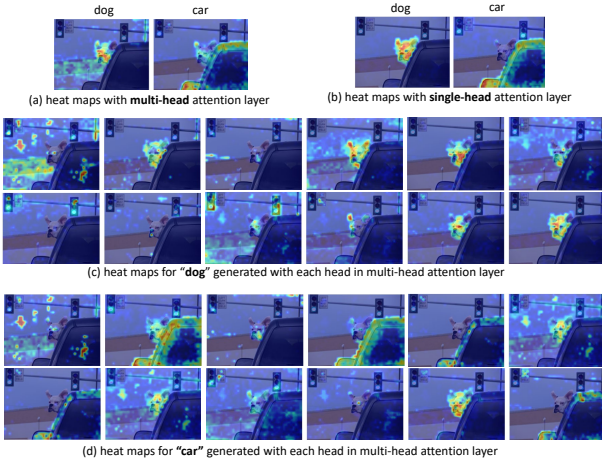 dog car
dog car
(a) heat maps with multi-head attention layer
(b) heat maps with single-head attention layer
(c) heat maps for “dog” generated with each head in multi-head attention layer
(d) heat maps for “car” generated with each head in multi-head attention layer